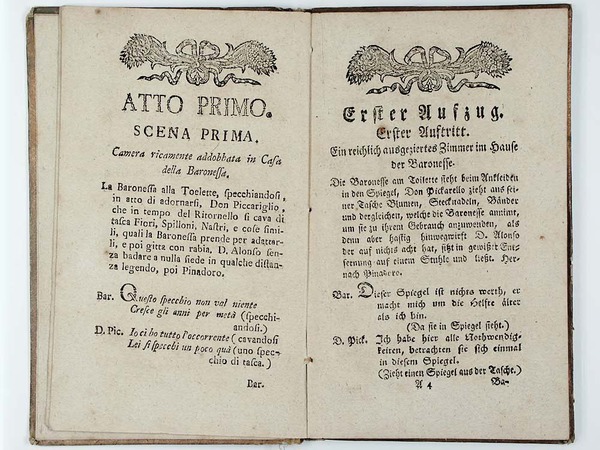 ATTO PRIMO.
SCENA PRIMA.
Camera riccamente addobbata in Casa
della Baronessa.
La Baronessa alla Toelette, specchiandosi,
in atto di adornarsi, Don Piccariglio,
che in tempo del Ritornello si cava di
tasca Fiori, Spilloni, Nastri, e cose simi-
li, quali la Baronessa prende per adattar-
li, e poi gitta con rabia. D. Alonso sen-
za badare a nulla siede in qualche distan-
za legendo, poi Pinadoro.
Bar. Questo specchio non val niente
Cresce gli anni per metà (specchi-
andosi.)
D. Pic. Io ci ho tutto l'occorrente (cavandosi
Lei si specchi un poco quà (uno spec-
chio di tasca.)
Bar.
Erster Aufzug.
Erster Auftritt.
Ein reichlich ausgeziertes Zimmer im Hause
der Baronesse.
Die Baronesse am Toilette steht beim Ankleiden
in den Spiegel, Don Pickarello zieht aus sei-
ner Tasche Blumen, Stecknadeln, Bänder
und dergleichen, welche die Baronesse annimt,
um sie zu ihrem Gebrauch anzuwenden, als
denn aber hastig hinwegwirft. D. Alonso
der auf nichts acht hat, sitzt in gewisser Ent-
fernung auf einem Stuhle und ließt. Her-
nach Pinadoro.
Bar. Dieser Spiegel ist nichts werth, er
macht mich um die Helfte älter
als ich bin.
(Da sie in Spiegel sieht.)
D. Pick. Ich habe hier alle Nothwendig-
keiten, betrachten sie sich einmal
in diesem Spiegel.
(Zieht einen Spiegel aus der Tasche.)
A 4 Ba-